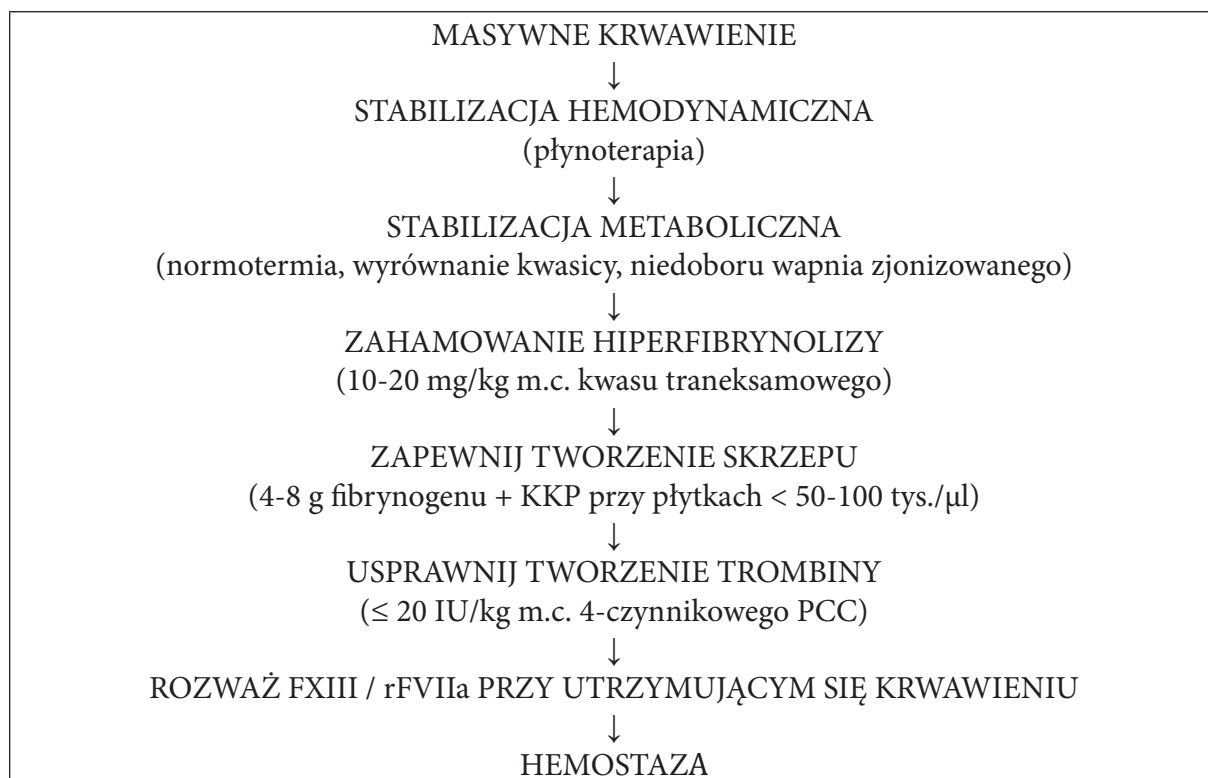 MASYWNE KRWAWIENIE
↓
STABILIZACJA HEMODYNAMICZNA
(płynoterapia)
↓
STABILIZACJA METABOLICZNA
(normotermia, wyrównanie kwasicy, niedoboru wapnia zjonizowanego)
↓
ZAHAMOWANIE HIPERFIBRYNOLIZY
(10-20 mg/kg m.c. kwasu traneksamowego)
↓
ZAPEWNIJ TWORZENIE SKRZEPU
(4-8 g fibrynogenu + KKP przy płytkach < 50-100 tys./µl)
↓
USPRAWNIJ TWORZENIE TROMBINY
(≤ 20 IU/kg m.c. 4-czynnikowego PCC)
↓
ROZWAŻ FXIII / rFVIIa PRZY UTRZYMUJĄCYM SIĘ KRWAWIENIU
↓
HEMOSTAZA